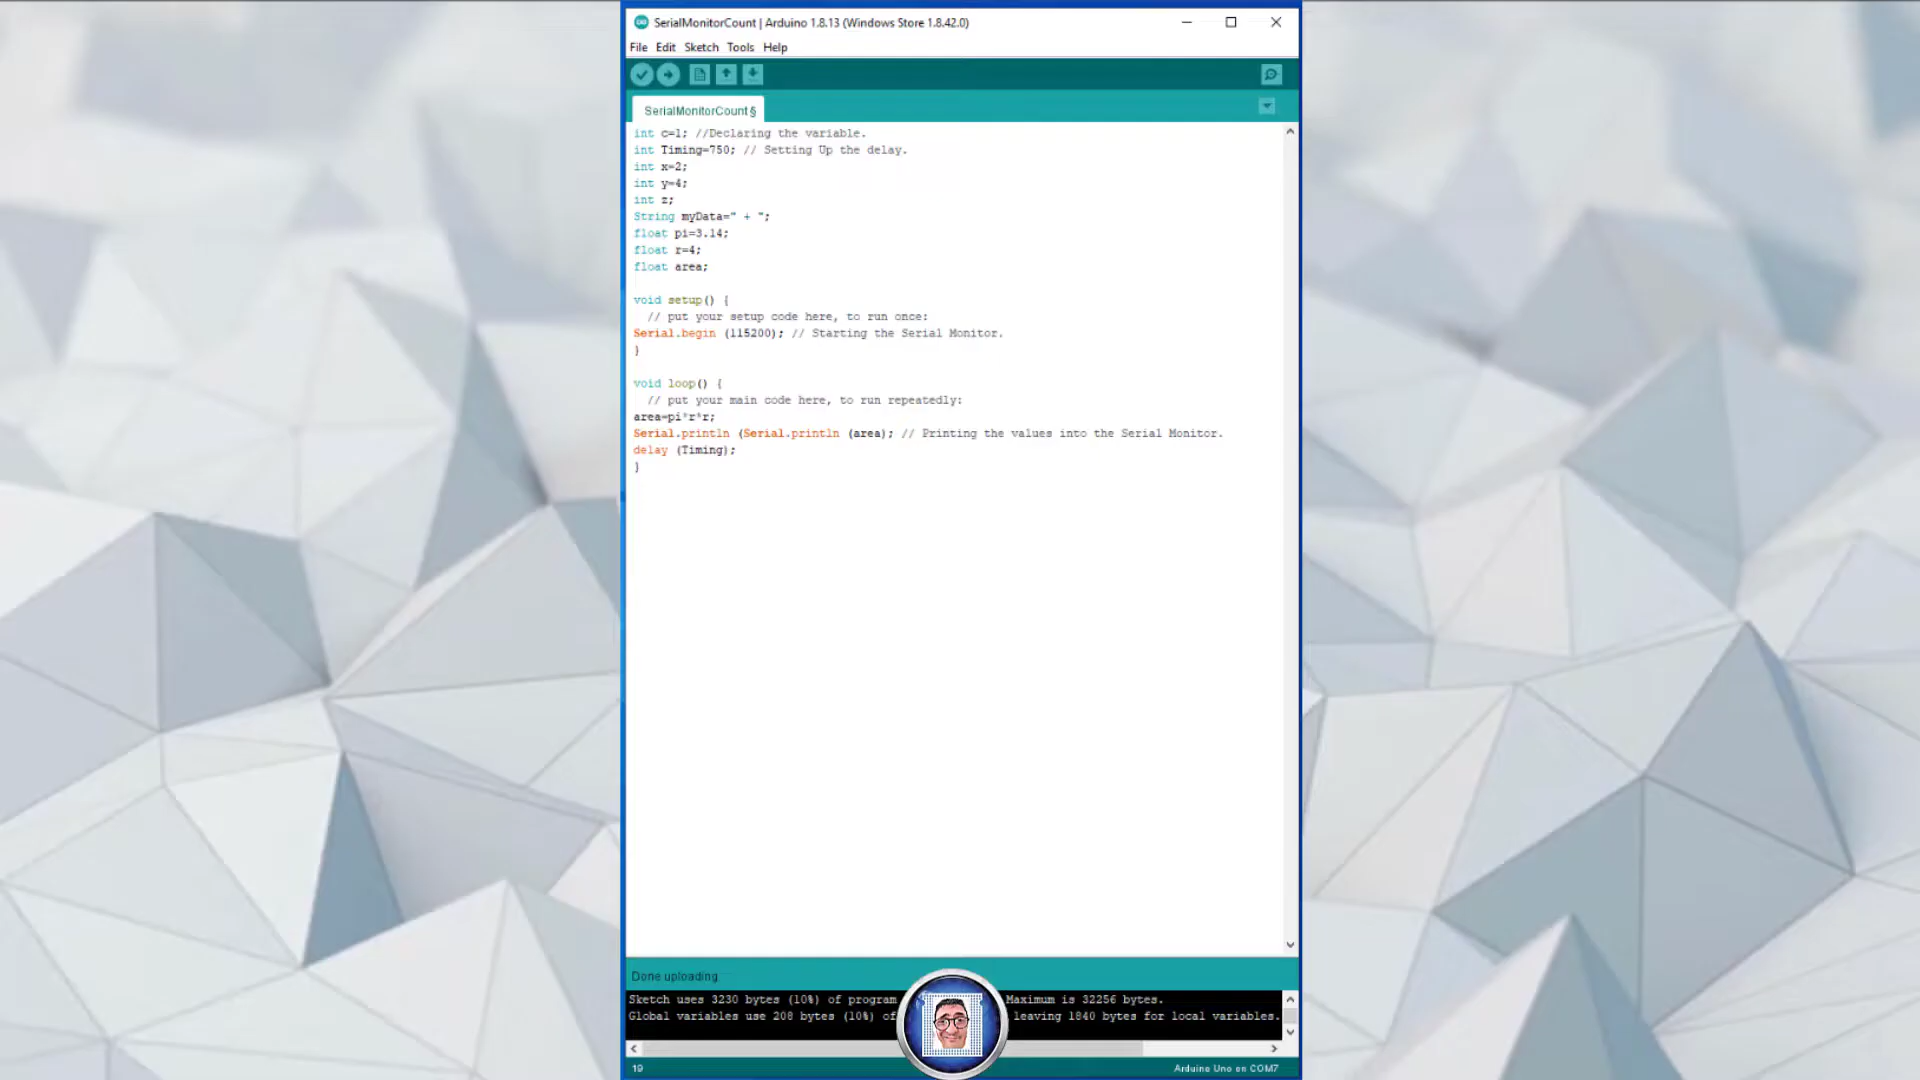 SerialMonitorCount | Arduino 1.8.13 (Windows Store 1.8.42.0)
File Edit Sketch Tools Help
SerialMonitorCount §
int c=1; //Declaring the variable.
int Timing=750; // Setting Up the delay.
int x=2;
int y=4;
int z;
String myData=" + ";
float pi=3.14;
float r=4;
float area;
void setup() {
// put your setup code here, to run once:
Serial.begin (115200); // Starting the Serial Monitor.
}
void loop() {
// put your main code here, to run repeatedly:
area=pi*r*r;
Serial.println (Serial.println (area); // Printing the values into the Serial Monitor.
delay (Timing);
}
Done uploading
Sketch uses 3230 bytes (10%) of program Maximum is 32256 bytes.
Global variables use 208 bytes (10%) of leaving 1840 bytes for local variables.
19 Arduino Uno en COM7